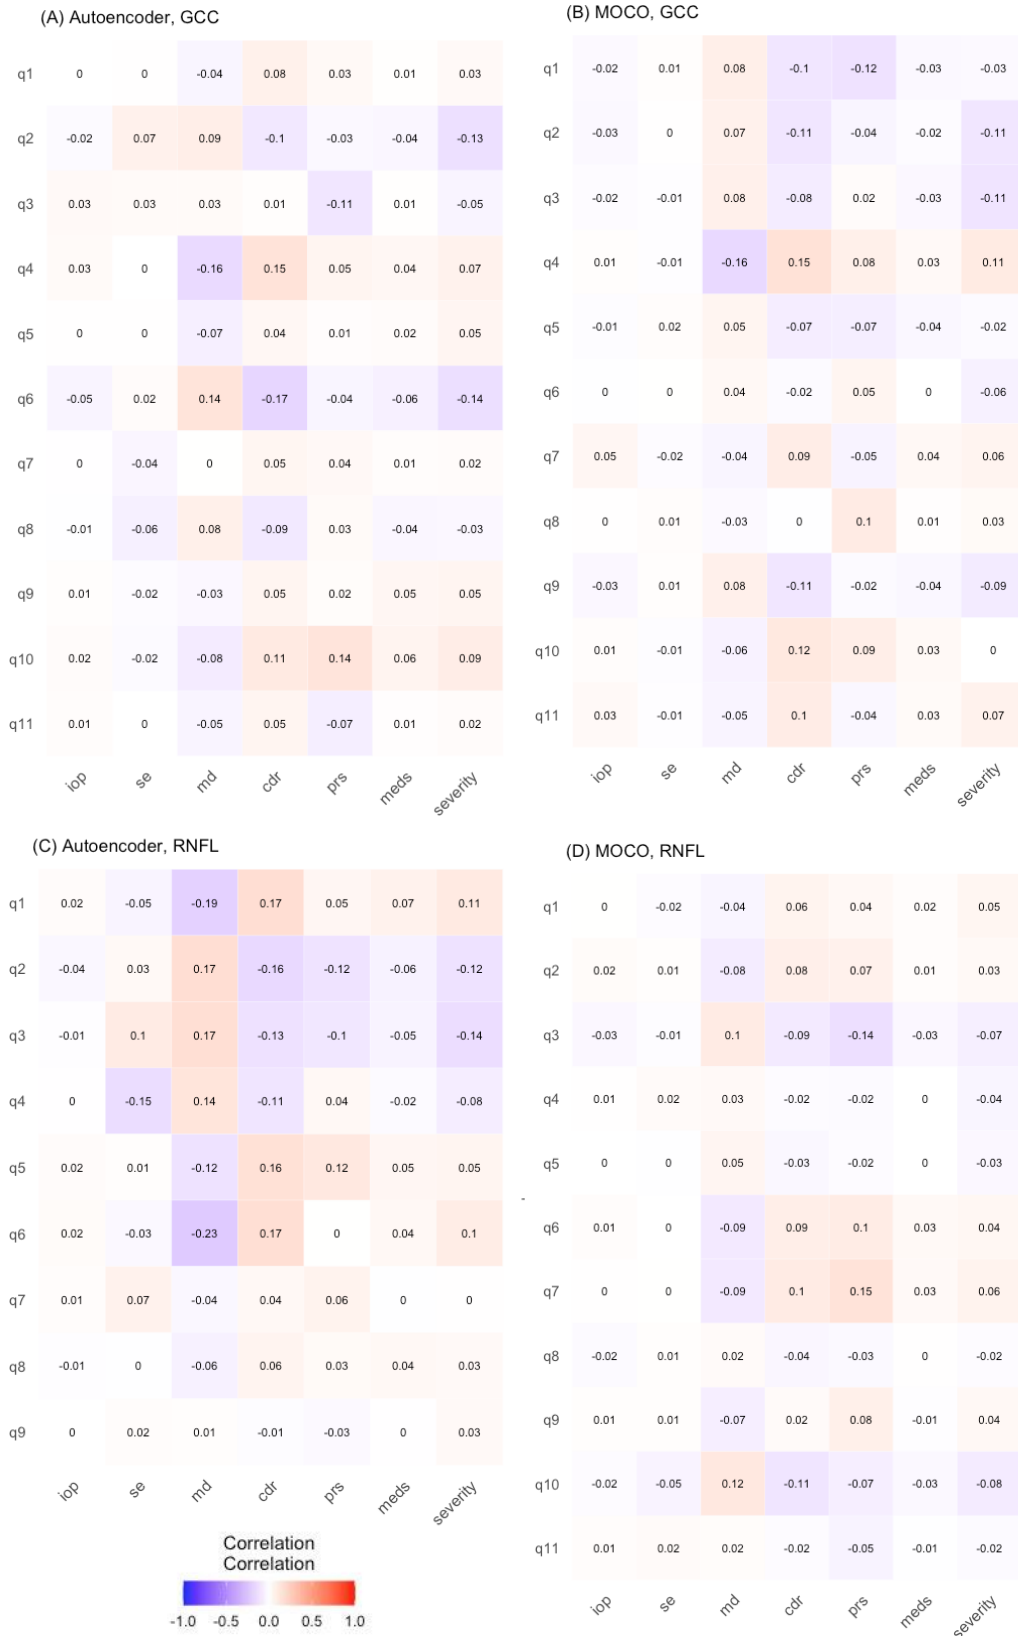 (A) Autoencoder, GCC
q1 0 0 -0.04 0.08 0.03 0.01 0.03
q2 -0.02 0.07 0.09 -0.1 -0.03 -0.04 -0.13
q3 0.03 0.03 0.03 0.01 -0.11 0.01 -0.05
q4 0.03 0 -0.16 0.15 0.05 0.04 0.07
q5 0 0 -0.07 0.04 0.01 0.02 0.05
q6 -0.05 0.02 0.14 -0.17 -0.04 -0.06 -0.14
q7 0 -0.04 0 0.05 0.04 0.01 0.02
q8 -0.01 -0.06 0.08 -0.09 0.03 -0.04 -0.03
q9 0.01 -0.02 -0.03 0.05 0.02 0.05 0.05
q10 0.02 -0.02 -0.08 0.11 0.14 0.06 0.09
q11 0.01 0 -0.05 0.05 -0.07 0.01 0.02
iop se md cdr prs meds severity
(B) MOCO, GCC
q1 -0.02 0.01 0.08 -0.1 -0.12 -0.03 -0.03
q2 -0.03 0 0.07 -0.11 -0.04 -0.02 -0.11
q3 -0.02 -0.01 0.08 -0.08 0.02 -0.03 -0.11
q4 0.01 -0.01 -0.16 0.15 0.08 0.03 0.11
q5 -0.01 0.02 0.05 -0.07 -0.07 -0.04 -0.02
q6 0 0 0.04 -0.02 0.05 0 -0.06
q7 0.05 -0.02 -0.04 0.09 -0.05 0.04 0.06
q8 0 0.01 -0.03 0 0.1 0.01 0.03
q9 -0.03 0.01 0.08 -0.11 -0.02 -0.04 -0.09
q10 0.01 -0.01 -0.06 0.12 0.09 0.03 0
q11 0.03 -0.01 -0.05 0.1 -0.04 0.03 0.07
iop se md cdr prs meds severity
(C) Autoencoder, RNFL
q1 0.02 -0.05 -0.19 0.17 0.05 0.07 0.11
q2 -0.04 0.03 0.17 -0.16 -0.12 -0.06 -0.12
q3 -0.01 0.1 0.17 -0.13 -0.1 -0.05 -0.14
q4 0 -0.15 0.14 -0.11 0.04 -0.02 -0.08
q5 0.02 0.01 -0.12 0.16 0.12 0.05 0.05
q6 0.02 -0.03 -0.23 0.17 0 0.04 0.1
q7 0.01 0.07 -0.04 0.04 0.06 0 0
q8 -0.01 0 -0.06 0.06 0.03 0.04 0.03
q9 0 0.02 0.01 -0.01 -0.03 0 0.03
iop se md cdr prs meds severity
Correlation
Correlation
-1.0 -0.5 0.0 0.5 1.0
(D) MOCO, RNFL
q1 0 -0.02 -0.04 0.06 0.04 0.02 0.05
q2 0.02 0.01 -0.08 0.08 0.07 0.01 0.03
q3 -0.03 -0.01 0.1 -0.09 -0.14 -0.03 -0.07
q4 0.01 0.02 0.03 -0.02 -0.02 0 -0.04
q5 0 0 0.05 -0.03 -0.02 0 -0.03
q6 0.01 0 -0.09 0.09 0.1 0.03 0.04
q7 0 0 -0.09 0.1 0.15 0.03 0.06
q8 -0.02 0.01 0.02 -0.04 -0.03 0 -0.02
q9 0.01 0.01 -0.07 0.02 0.08 -0.01 0.04
q10 -0.02 -0.05 0.12 -0.11 -0.07 -0.03 -0.08
q11 0.01 0.02 0.02 -0.02 -0.05 -0.01 -0.02
iop se md cdr prs meds severity